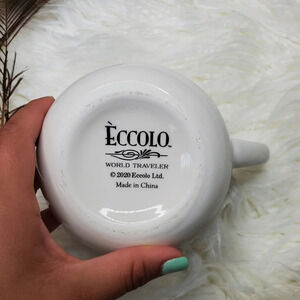 ÈCCOLO
WORLD TRAVELER
© 2020 Eccolo Ltd.
Made in China